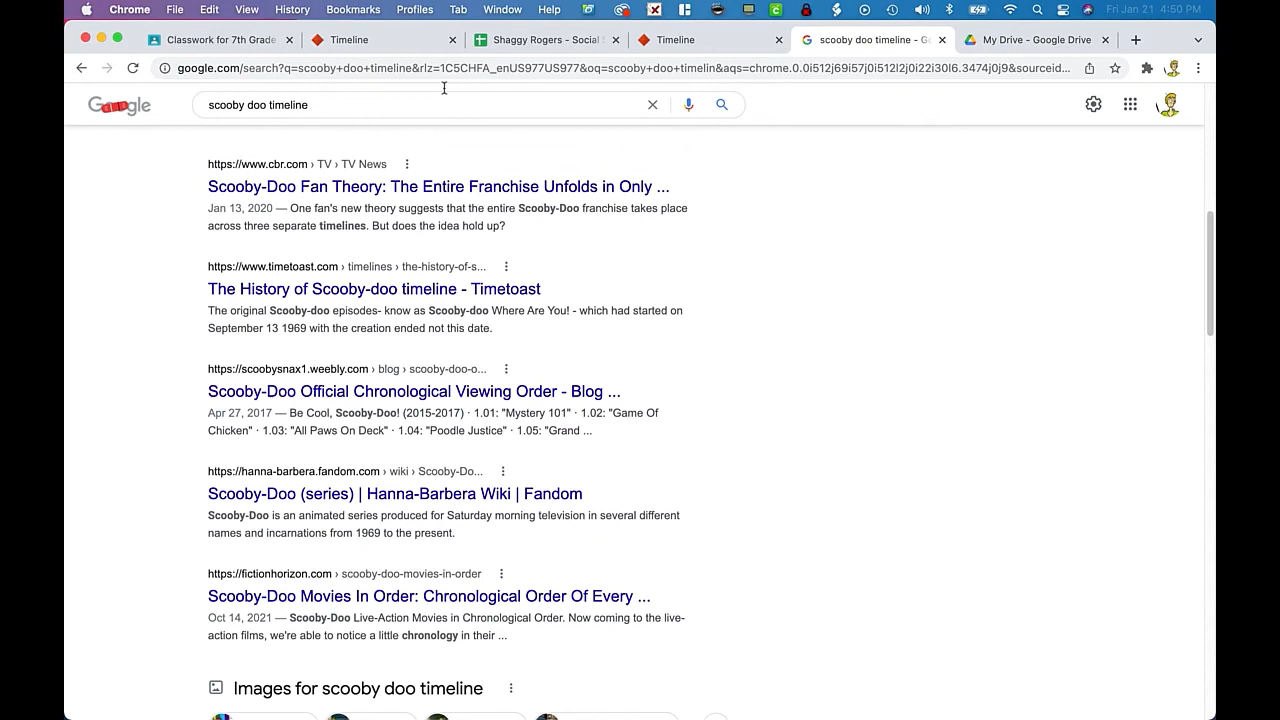 Chrome File Edit View History Bookmarks Profiles Tab Window Help Fri Jan 21 4:50 PM
Classwork for 7th Grade Timeline Shaggy Rogers - Social Timeline scooby doo timeline - G My Drive - Google Drive
google.com/search?q=scooby+doo+timeline&rlz=1C5CHFA_enUS977US977&oq=scooby+doo+timelin&aqs=chrome.0.0i512j69i57j0i512l2j0i22i30l6.3474j0j9&sourceid...
Google scooby doo timeline
https://www.cbr.com › TV › TV News
Scooby-Doo Fan Theory: The Entire Franchise Unfolds in Only ...
Jan 13, 2020 — One fan's new theory suggests that the entire Scooby-Doo franchise takes place
across three separate timelines. But does the idea hold up?
https://www.timetoast.com › timelines › the-history-of-s...
The History of Scooby-doo timeline - Timetoast
The original Scooby-doo episodes- know as Scooby-doo Where Are You! - which had started on
September 13 1969 with the creation ended not this date.
https://scoobysnax1.weebly.com › blog › scooby-doo-o...
Scooby-Doo Official Chronological Viewing Order - Blog ...
Apr 27, 2017 — Be Cool, Scooby-Doo! (2015-2017) · 1.01: "Mystery 101" · 1.02: "Game Of
Chicken" · 1.03: "All Paws On Deck" · 1.04: "Poodle Justice" · 1.05: "Grand ...
https://hanna-barbera.fandom.com › wiki › Scooby-Do...
Scooby-Doo (series) | Hanna-Barbera Wiki | Fandom
Scooby-Doo is an animated series produced for Saturday morning television in several different
names and incarnations from 1969 to the present.
https://fictionhorizon.com › scooby-doo-movies-in-order
Scooby-Doo Movies In Order: Chronological Order Of Every ...
Oct 14, 2021 — Scooby-Doo Live-Action Movies in Chronological Order. Now coming to the live-
action films, we're able to notice a little chronology in their ...
Images for scooby doo timeline